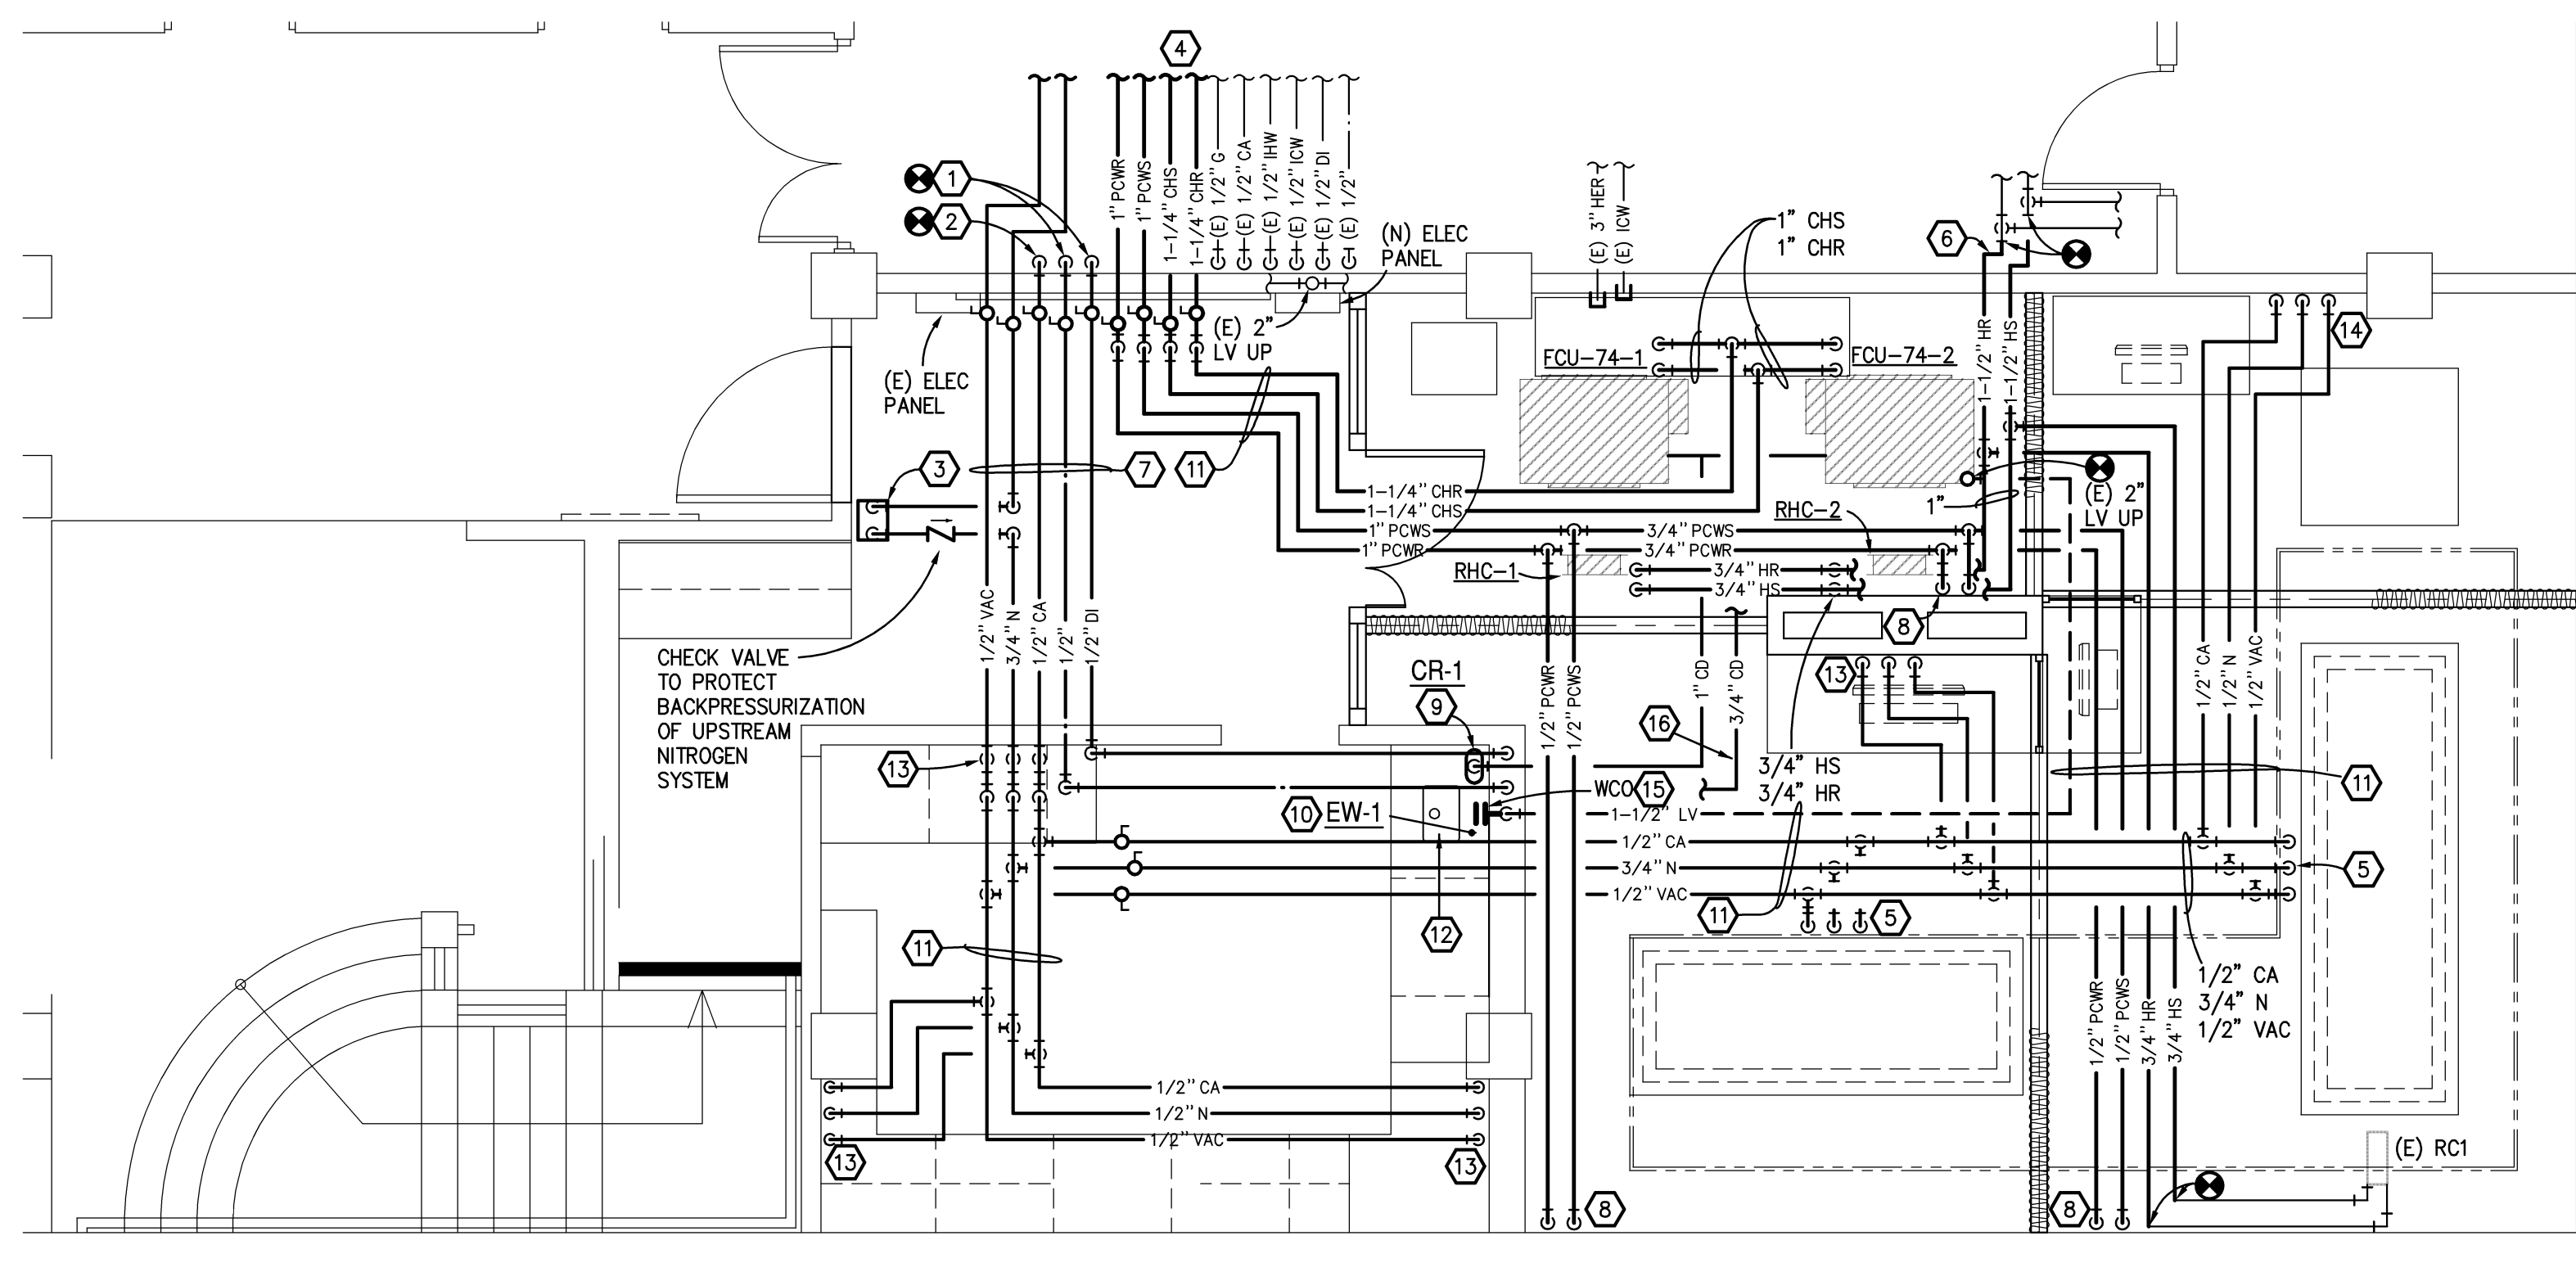 4
1
2
1" PCWR
1" PCWS
1-1/4" CHS
1-1/4" CHR
(E) 1/2" G
(E) 1/2" CA
(E) 1/2" IHW
(E) 1/2" ICW
(E) 1/2" DI
(E) 1/2"
(N) ELEC
PANEL
(E) 3" HER
(E) ICW
1" CHS
1" CHR
6
(E) 2"
LV UP
(E) ELEC
PANEL
FCU-74-1
FCU-74-2
1-1/2" HR
1-1/2" HS
14
3
7
11
1-1/4" CHR
1-1/4" CHS
1" PCWS
1" PCWR
3/4" PCWS
3/4" PCWR
3/4" HR
3/4" HS
RHC-1
RHC-2
1"
(E) 2"
LV UP
CHECK VALVE
TO PROTECT
BACKPRESSURIZATION
OF UPSTREAM
NITROGEN
SYSTEM
1/2" VAC
3/4" N
1/2" CA
1/2"
1/2" DI
8
13
CR-1
9
1/2" PCWR
1/2" PCWS
1" CD
3/4" CD
16
1/2" CA
1/2" N
1/2" VAC
13
3/4" HS
3/4" HR
11
WCO
15
10
EW-1
1-1/2" LV
1/2" CA
3/4" N
1/2" VAC
5
12
11
5
11
1/2" CA
3/4" N
1/2" VAC
1/2" PCWR
1/2" PCWS
3/4" HR
3/4" HS
1/2" CA
1/2" N
1/2" VAC
13
13
(E) RC1
8
8